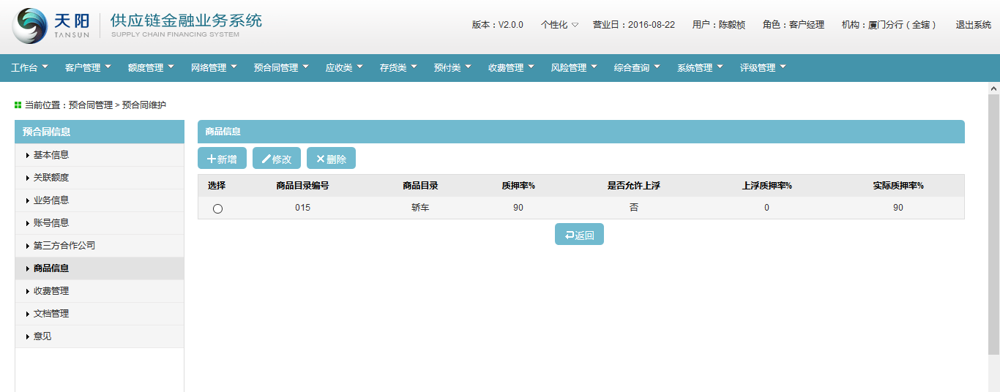 天阳
TANSUN
供应链金融业务系统
SUPPLY CHAIN FINANCING SYSTEM
版本：V2.0.0 个性化 营业日：2016-08-22 用户：陈毅桢 角色：客户经理 机构：厦门分行（全辖） 退出系统
工作台 客户管理 额度管理 网络管理 预合同管理 应收类 存货类 预付类 收费管理 风险管理 综合查询 系统管理 评级管理
当前位置：预合同管理 > 预合同维护
预合同信息
基本信息
关联额度
业务信息
账号信息
第三方合作公司
商品信息
收费管理
文档管理
意见
商品信息
新增 修改 删除
选择 商品目录编号 商品目录 质押率% 是否允许上浮 上浮质押率% 实际质押率%
015 轿车 90 否 0 90
返回